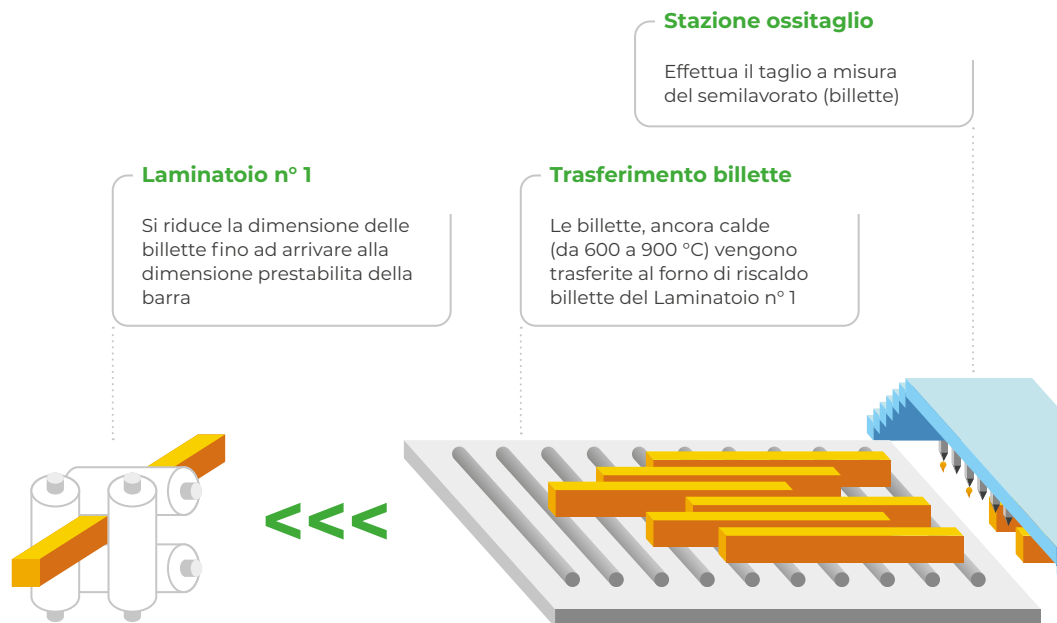 Stazione ossitaglio
Effettua il taglio a misura
del semilavorato (billette)
Laminatoio n° 1
Si riduce la dimensione delle
billette fino ad arrivare alla
dimensione prestabilita della
barra
Trasferimento billette
Le billette, ancora calde
(da 600 a 900 °C) vengono
trasferite al forno di riscaldo
billette del Laminatoio n° 1
<<<